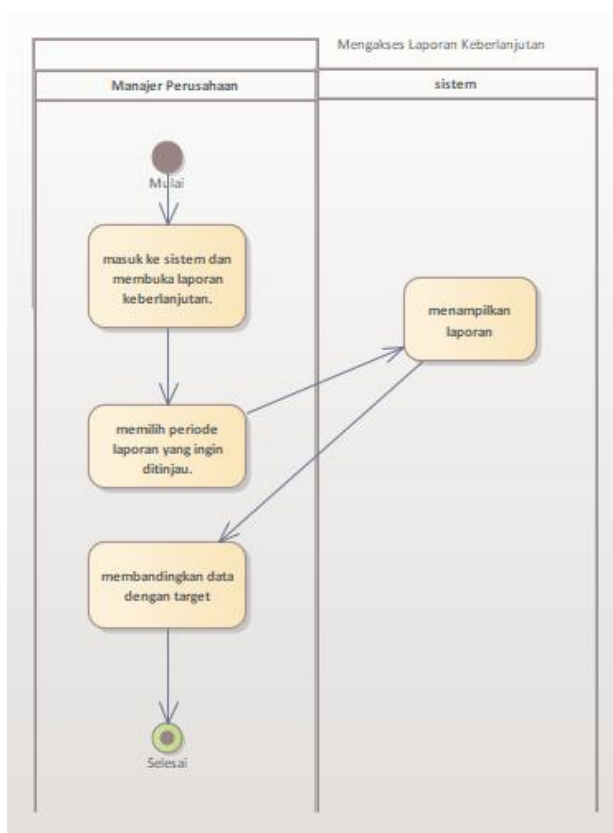 Mengakses Laporan Keberlanjutan
Manajer Perusahaan
sistem
Mulai
masuk ke sistem dan
membuka laporan
keberlanjutan.
menampilkan
laporan
memilih periode
laporan yang ingin
ditinjau.
membandingkan data
dengan target
Selesai